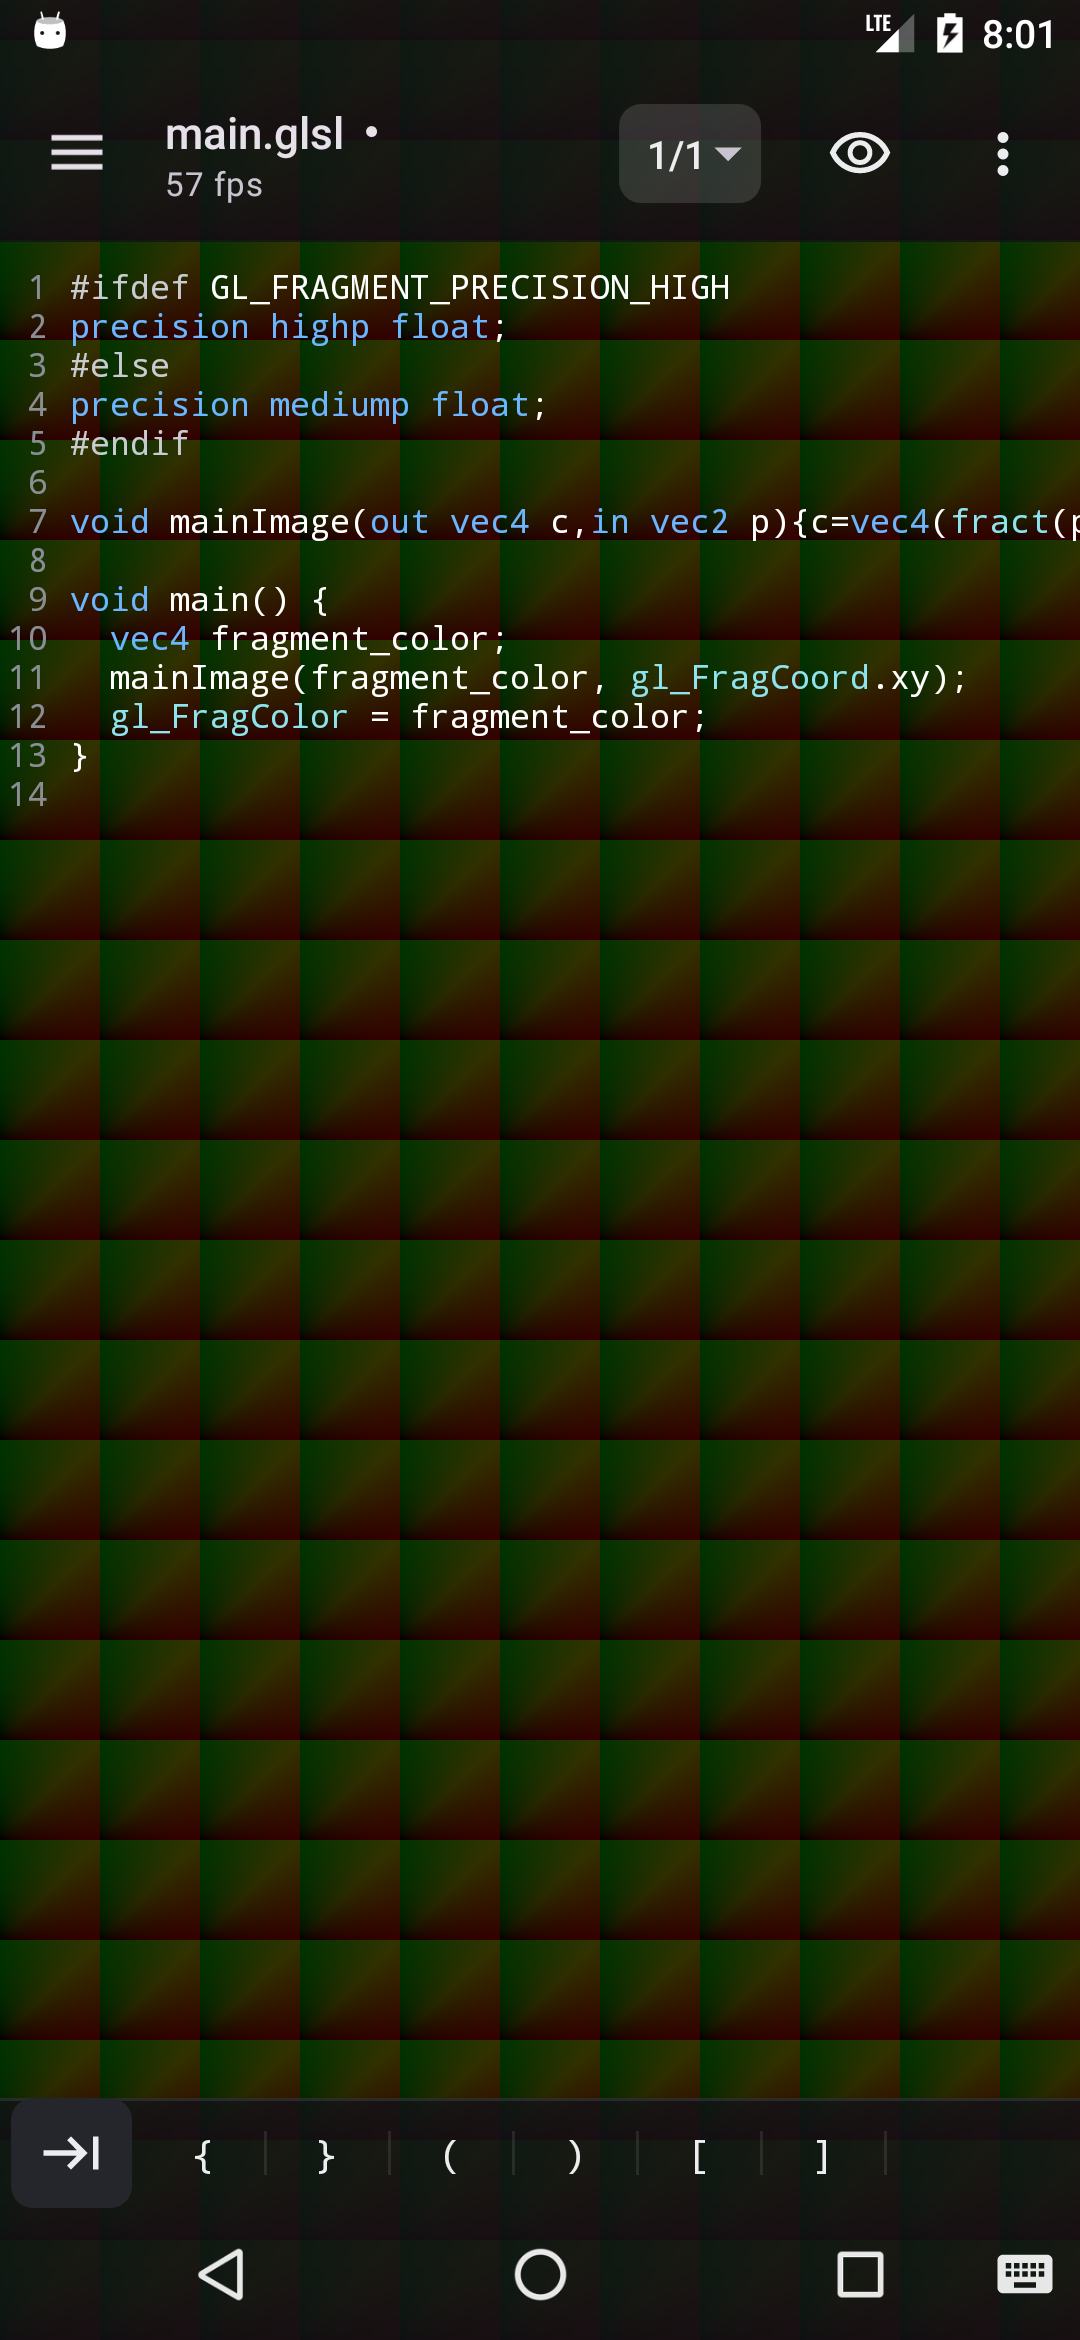 LTE 8:01
main.glsl •
57 fps
1/1
1 #ifdef GL_FRAGMENT_PRECISION_HIGH
2 precision highp float;
3 #else
4 precision mediump float;
5 #endif
6
7 void mainImage(out vec4 c,in vec2 p){c=vec4(fract(p
8
9 void main() {
10   vec4 fragment_color;
11   mainImage(fragment_color, gl_FragCoord.xy);
12   gl_FragColor = fragment_color;
13 }
14
{ } ( ) [ ]